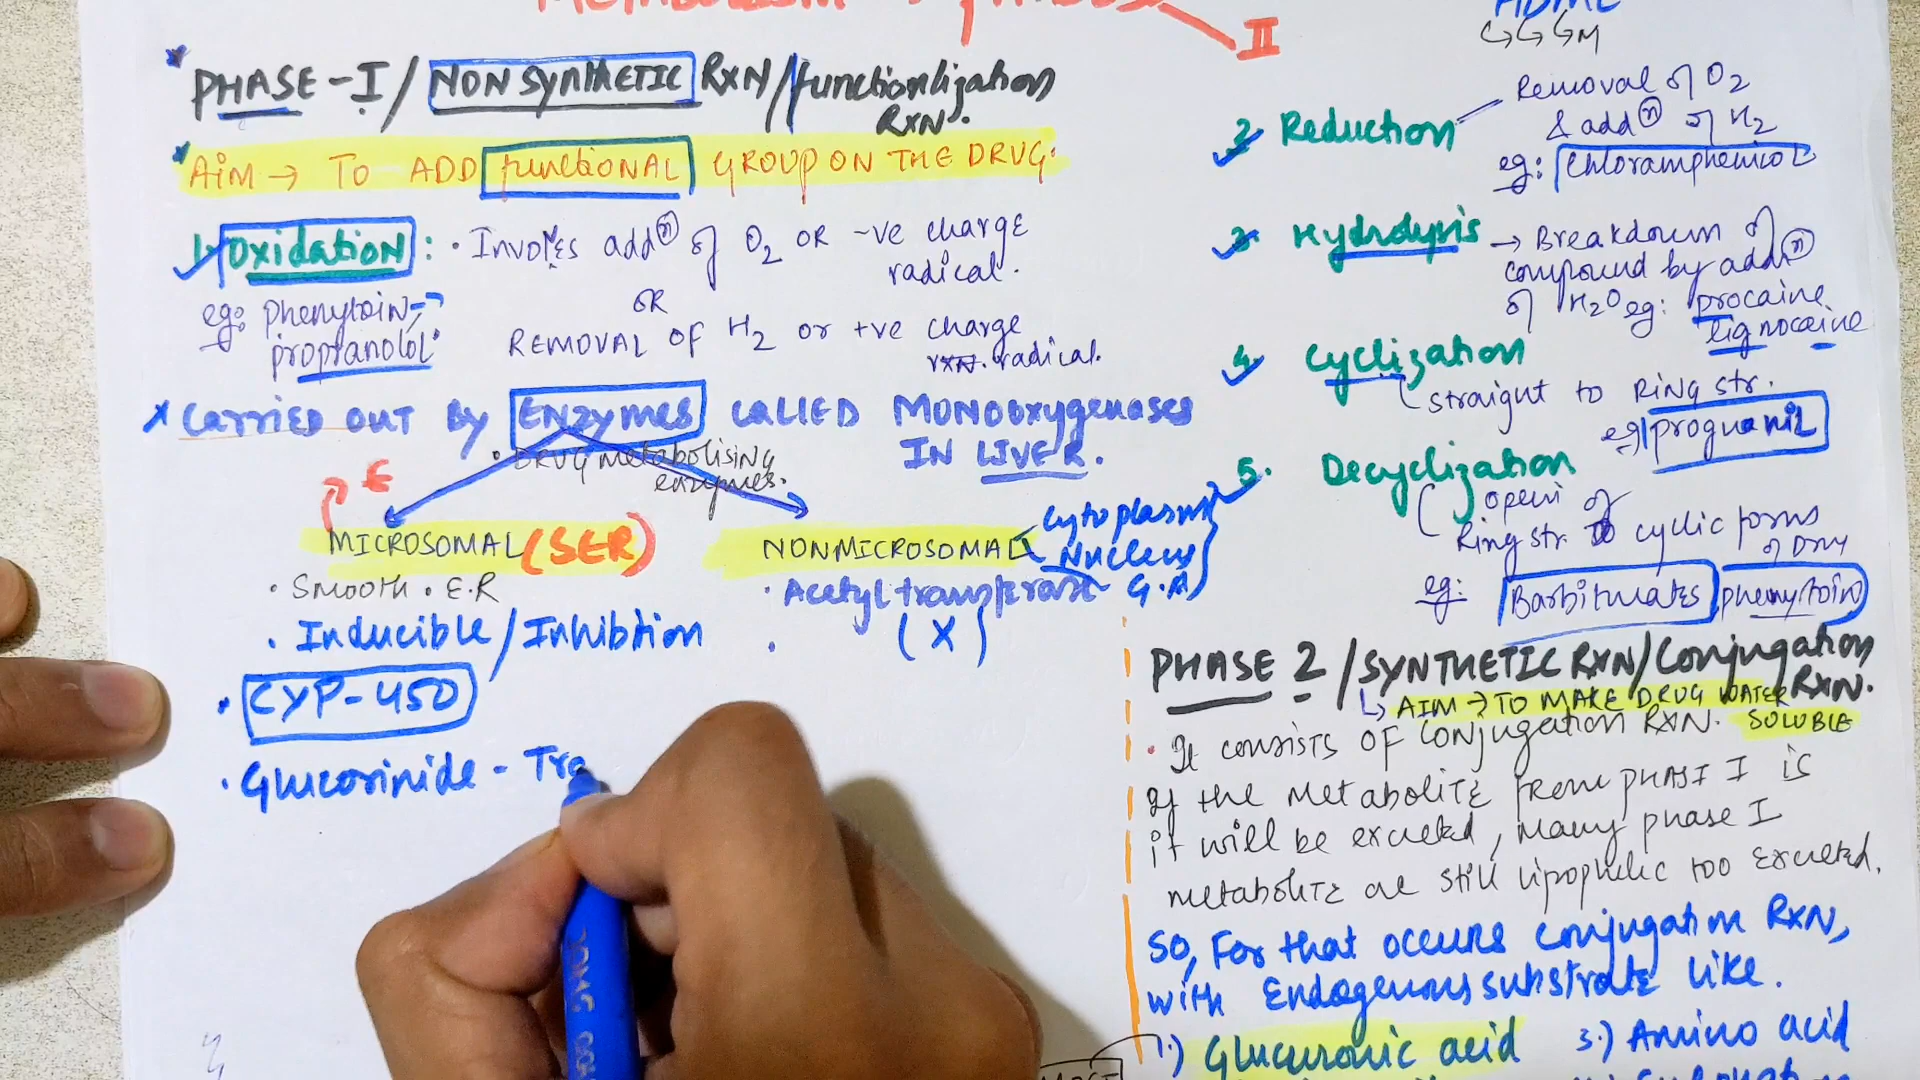 II
PHASE-I/NON SYNTHETIC RXN/functionlization
RXN.
AIM → TO ADD functIONAL GROUP ON THE DRUG.
1. Oxidation: · Involves add(n) of O2 OR -ve charge
radical.
eg: phenytoin
propranolol
OR
REMOVAL OF H2 or +ve charge
rxn. radical.
* CARRIED OUT By ENZYMES CALLED MONOOXYgenases
IN LIVER.
· DRUG metabolising
enzymes.
E
MICROSOMAL (SER)
· Smooth . E.R
· Inducible/Inhibtion
· CYP-450
· Glucorinide - Tra
NONMICROSOMAL
Cytoplasm
Nucleus
G.A
· Acetyl transferase
(X)
2. Reduction
Removal of O2
& add(n) of H2
eg: Chloramphenicol
3. Hydrolysis → Breakdown of
compound by add(n)
of H2O eg: procaine
lignocaine
4. Cyclization
straight to RING str.
eg proguanil
5. Decyclization
open of
Ring str. to cyclic forms
of Drug
eg: Barbiturates, phenytoin
PHASE 2/SYNTHETIC RXN/Conjugation
RXN.
AIM → TO MAKE DRUG WATER
SOLUBLE
· It consists OF Conjugation RXN.
If the Metabolite from PHASE I is
it will be excreted, Many phase I
metabolite are still lipophilic too excreted.
SO, For that occurs conjugation RXN,
with Endogenous substrate like.
1.) Glucuronic acid
3.) Amino acid